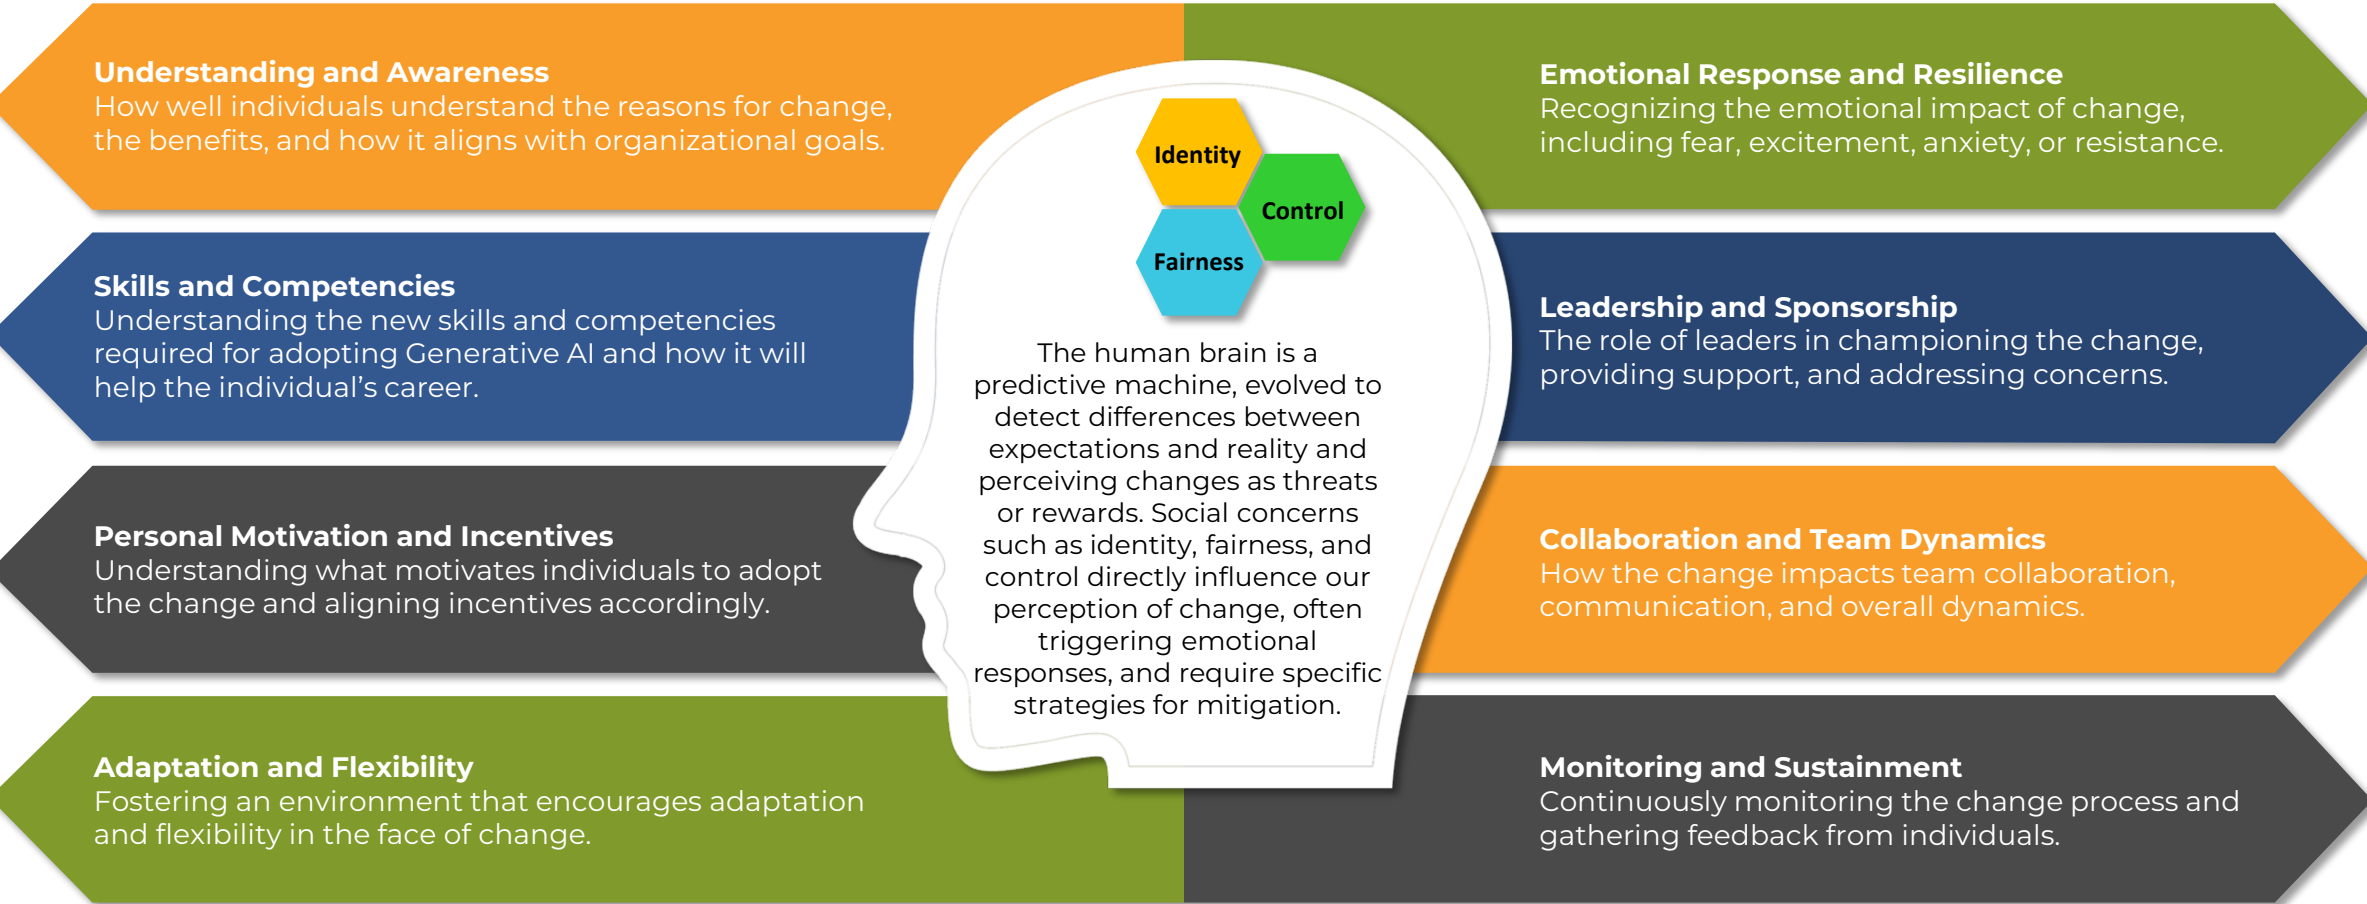 Understanding and Awareness
How well individuals understand the reasons for change,
the benefits, and how it aligns with organizational goals.
Skills and Competencies
Understanding the new skills and competencies
required for adopting Generative AI and how it will
help the individual’s career.
Personal Motivation and Incentives
Understanding what motivates individuals to adopt
the change and aligning incentives accordingly.
Adaptation and Flexibility
Fostering an environment that encourages adaptation
and flexibility in the face of change.
Identity
Control
Fairness
The human brain is a
predictive machine, evolved to
detect differences between
expectations and reality and
perceiving changes as threats
or rewards. Social concerns
such as identity, fairness, and
control directly influence our
perception of change, often
triggering emotional
responses, and require specific
strategies for mitigation.
Emotional Response and Resilience
Recognizing the emotional impact of change,
including fear, excitement, anxiety, or resistance.
Leadership and Sponsorship
The role of leaders in championing the change,
providing support, and addressing concerns.
Collaboration and Team Dynamics
How the change impacts team collaboration,
communication, and overall dynamics.
Monitoring and Sustainment
Continuously monitoring the change process and
gathering feedback from individuals.